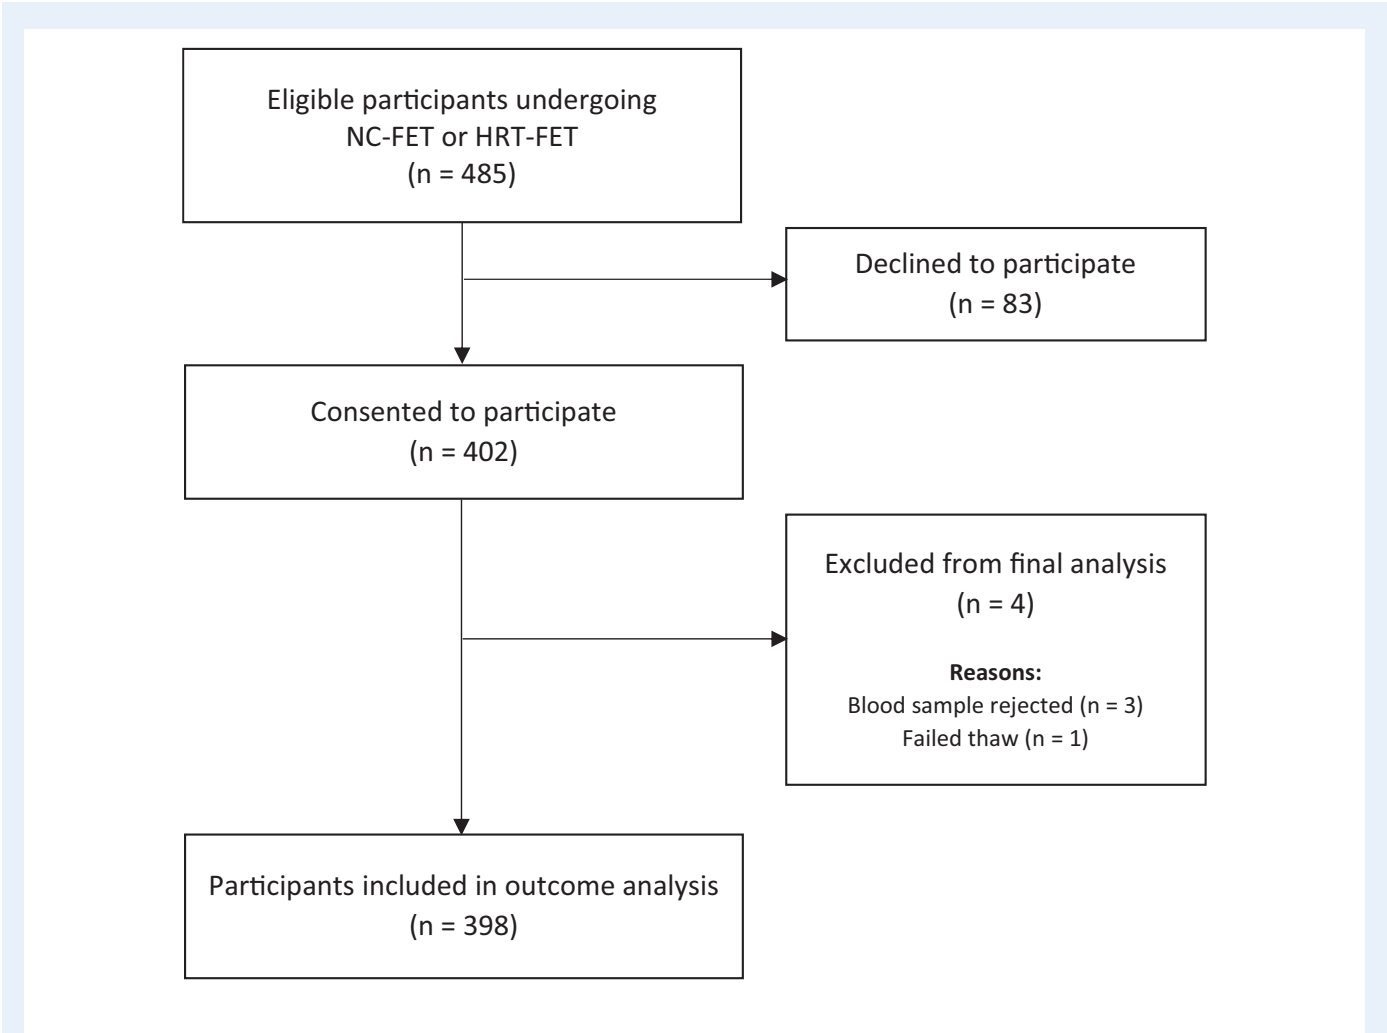 Eligible participants undergoing
NC-FET or HRT-FET
(n = 485)
Declined to participate
(n = 83)
Consented to participate
(n = 402)
Excluded from final analysis
(n = 4)
Reasons:
Blood sample rejected (n = 3)
Failed thaw (n = 1)
Participants included in outcome analysis
(n = 398)